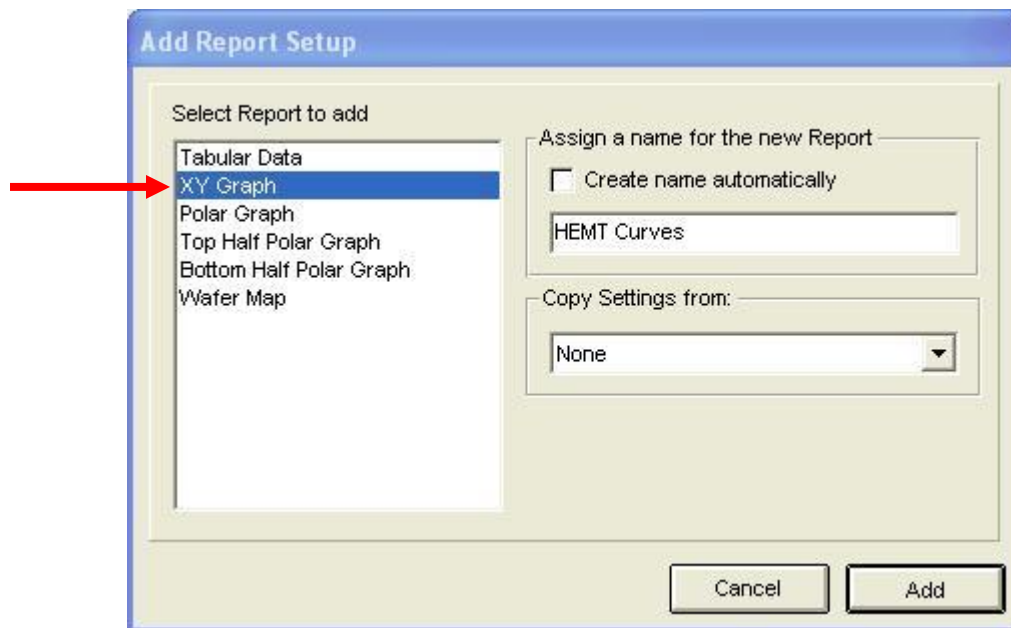 Add Report Setup
Select Report to add
Tabular Data
XY Graph
Polar Graph
Top Half Polar Graph
Bottom Half Polar Graph
Wafer Map
Assign a name for the new Report
Create name automatically
HEMT Curves
Copy Settings from:
None
Cancel
Add